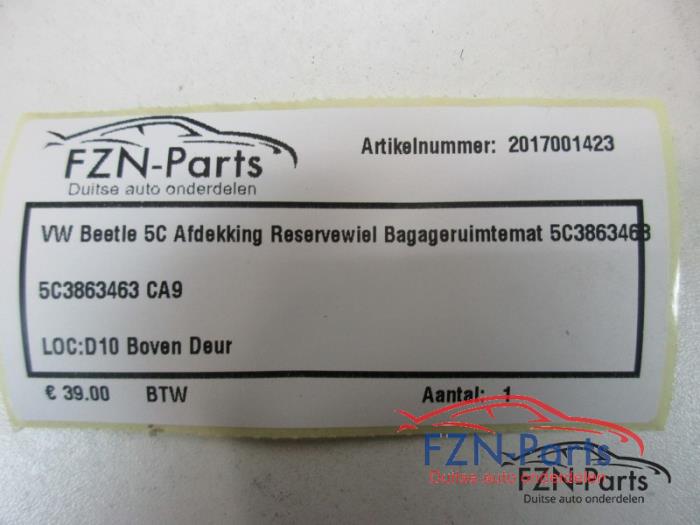 FZN-Parts
Duitse auto onderdelen
Artikelnummer: 2017001423
VW Beetle 5C Afdekking Reservewiel Bagageruimtemat 5C3863463
5C3863463 CA9
LOC:D10 Boven Deur
€ 39.00 BTW Aantal: 1
FZN-Parts
Duitse auto onderdelen
FZN-Parts
Duitse auto onderdelen